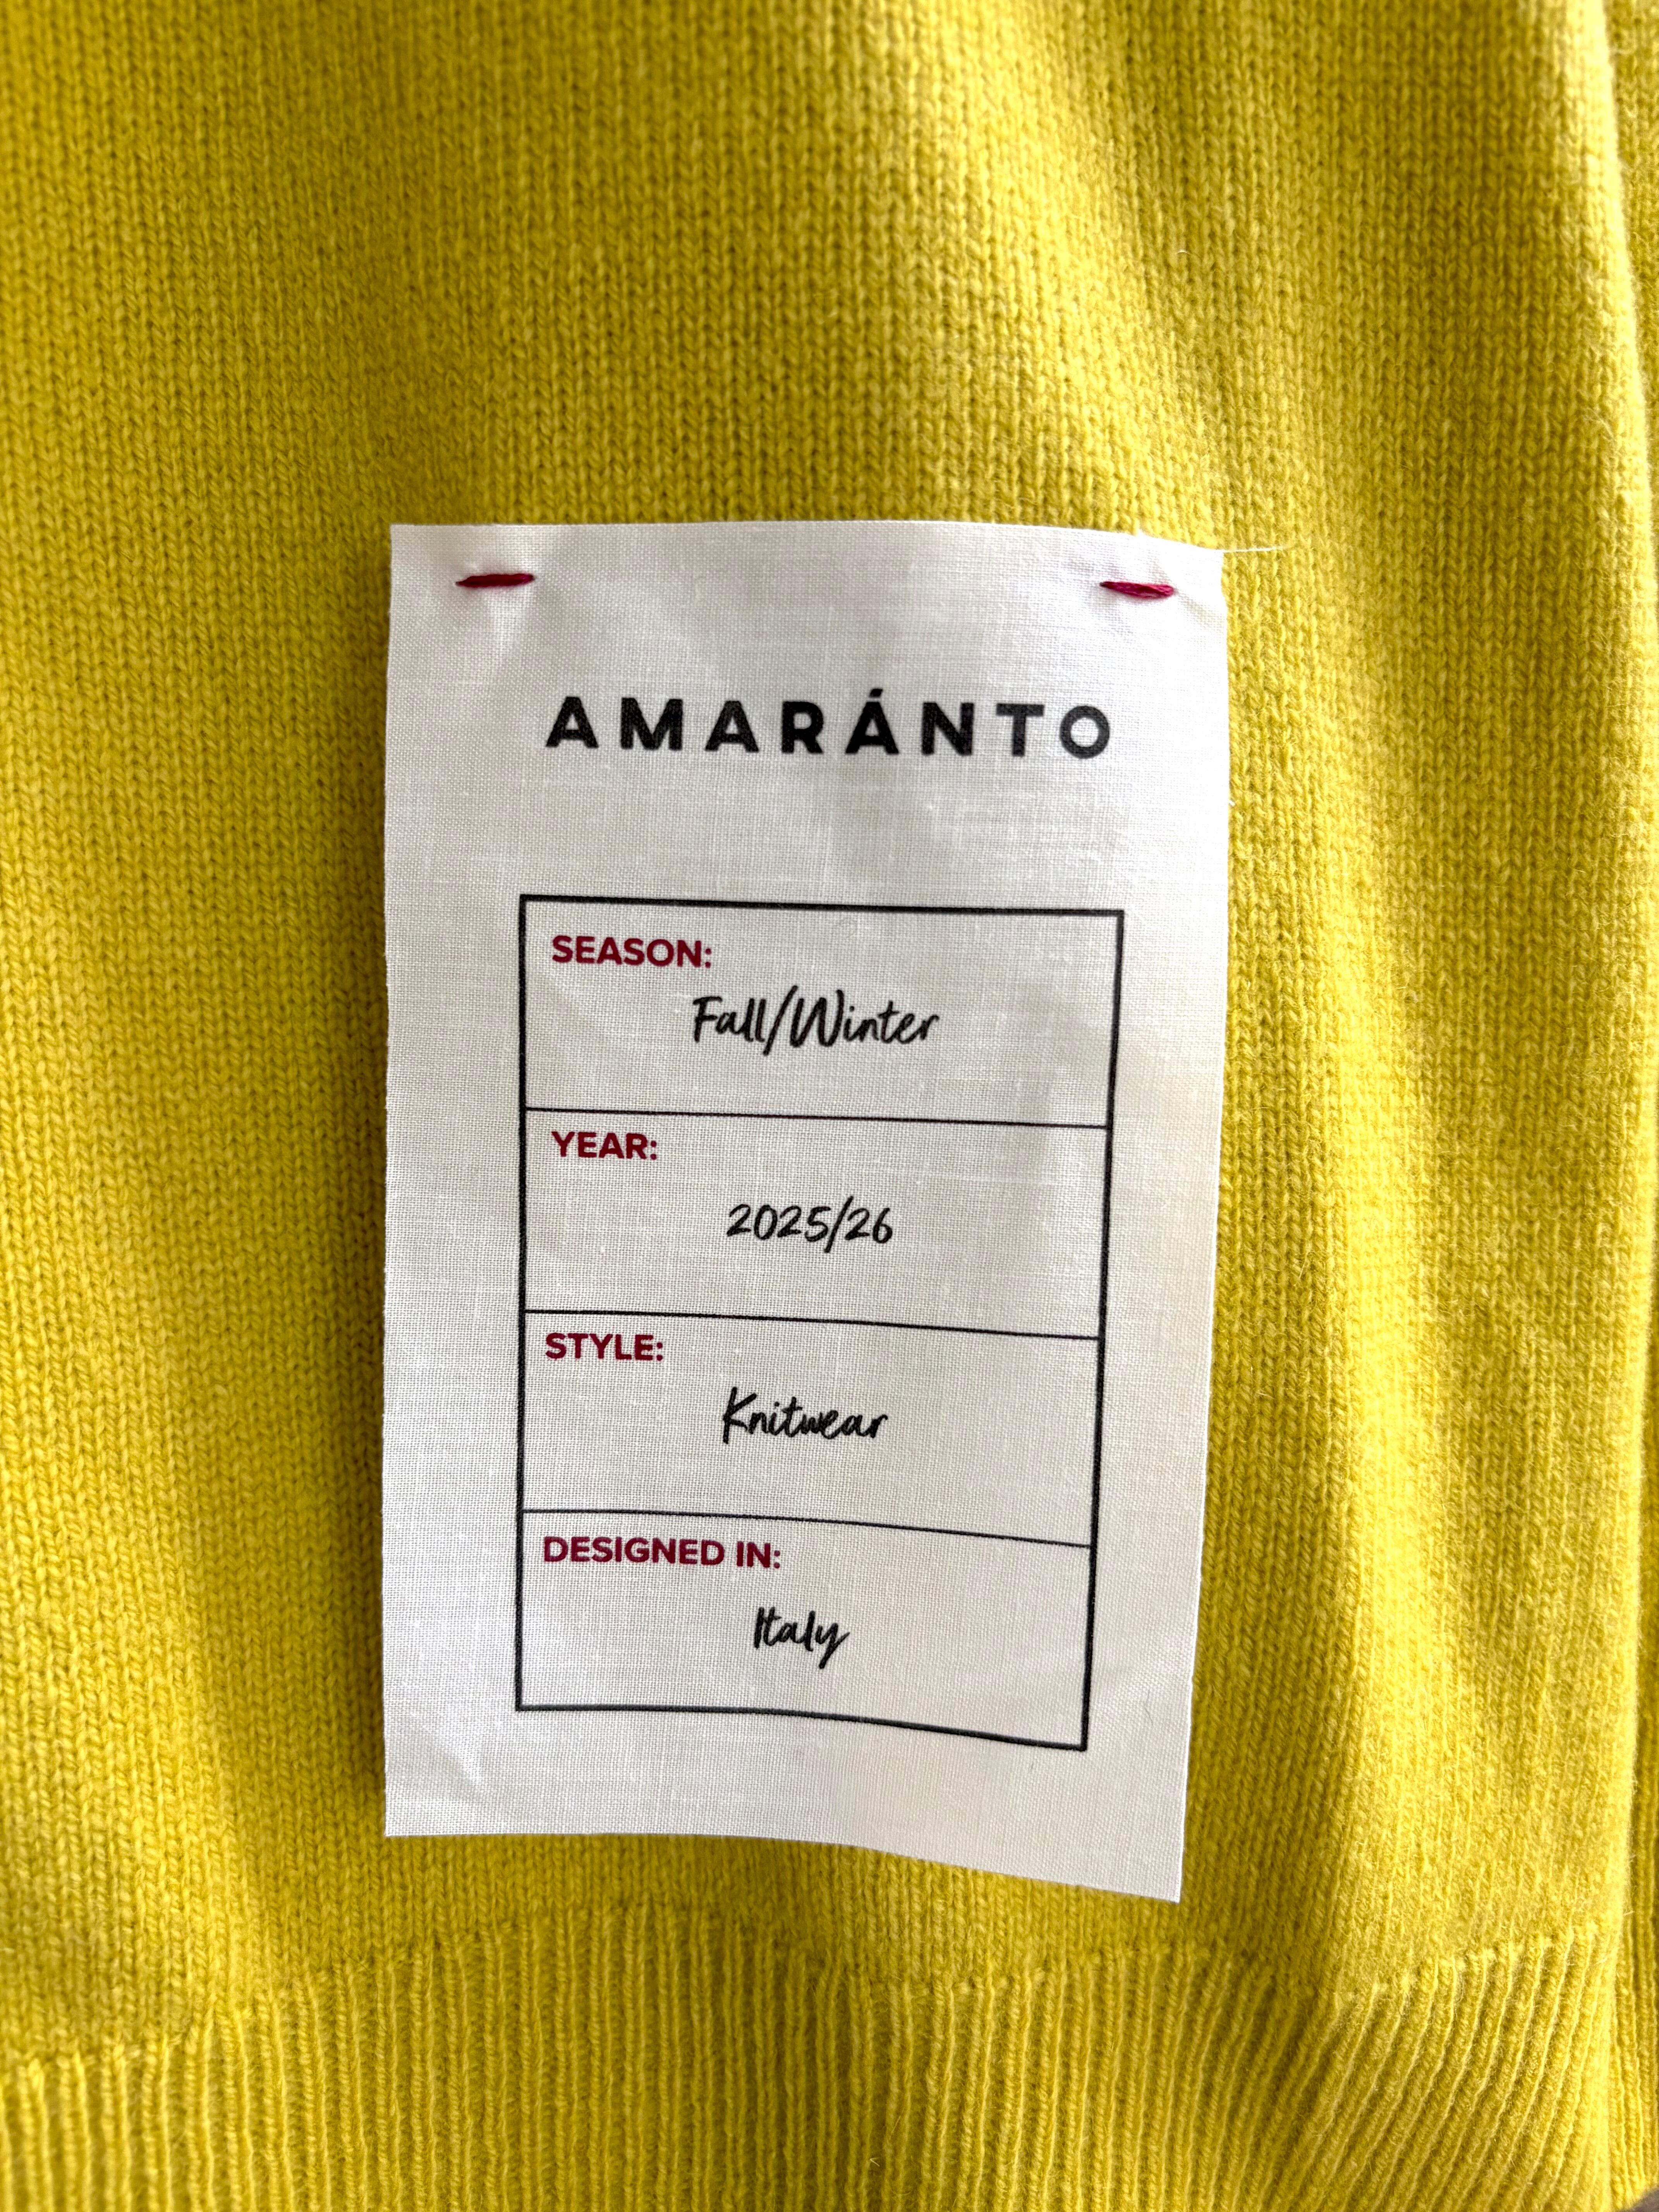 AMARÁNTO
SEASON:
Fall/Winter
YEAR:
2025/26
STYLE:
Knitwear
DESIGNED IN:
Italy